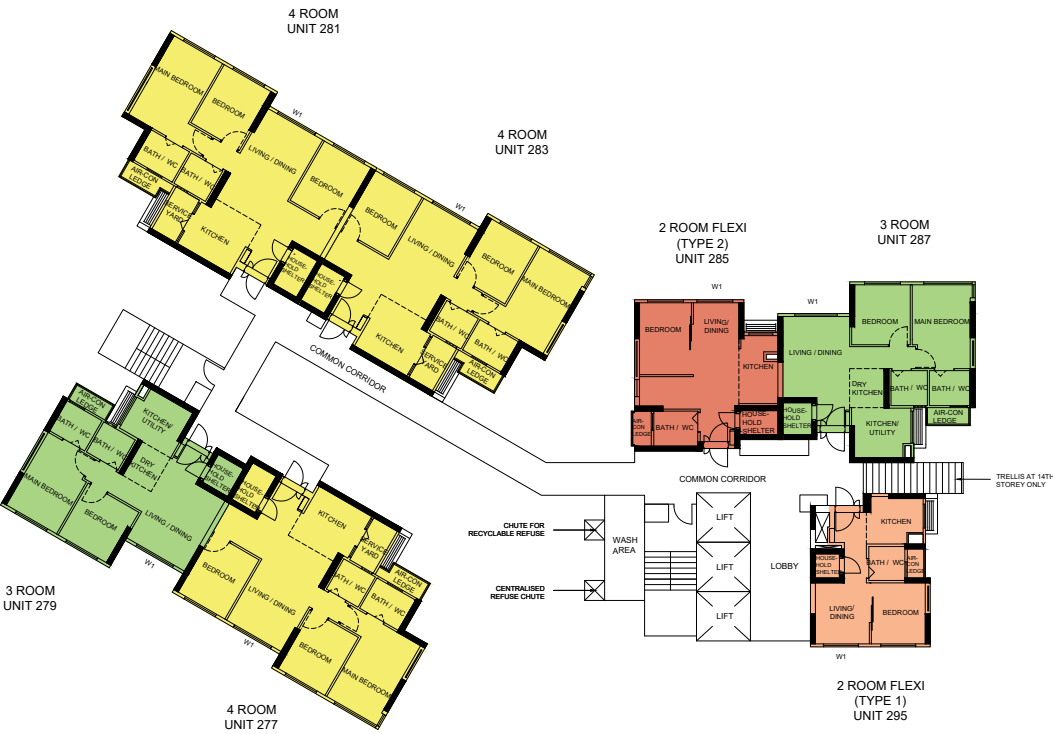 4 ROOM
UNIT 281
MAIN BEDROOM
BEDROOM
W1
LIVING / DINING
BEDROOM
BATH / WC
BATH / WC
AIR-CON
LEDGE
SERVICE
YARD
KITCHEN
HOUSE-
HOLD
SHELTER
4 ROOM
UNIT 283
W1
BEDROOM
LIVING / DINING
BEDROOM
MAIN BEDROOM
HOUSE-
HOLD
SHELTER
KITCHEN
BATH / WC
BATH / WC
SERVICE
YARD
AIR-CON
LEDGE
COMMON CORRIDOR
2 ROOM FLEXI
(TYPE 2)
UNIT 285
W1
BEDROOM
LIVING/
DINING
KITCHEN
AIR-
CON
LEDGE
BATH / WC
HOUSE-
HOLD
SHELTER
3 ROOM
UNIT 287
W1
BEDROOM
MAIN BEDROOM
LIVING / DINING
DRY
KITCHEN
BATH / WC
BATH / WC
HOUSE-
HOLD
SHELTER
KITCHEN/
UTILITY
AIR-CON
LEDGE
TRELLIS AT 14TH
STOREY ONLY
COMMON CORRIDOR
AIR-CON
LEDGE
KITCHEN/
UTILITY
BATH / WC
BATH / WC
DRY
KITCHEN
HOUSE-
HOLD
SHELTER
MAIN BEDROOM
BEDROOM
LIVING / DINING
W1
3 ROOM
UNIT 279
HOUSE-
HOLD
SHELTER
KITCHEN
SERVICE
YARD
AIR-CON
LEDGE
BATH / WC
BATH / WC
BEDROOM
LIVING / DINING
W1
BEDROOM
MAIN BEDROOM
4 ROOM
UNIT 277
CHUTE FOR
RECYCLABLE REFUSE
CENTRALISED
REFUSE CHUTE
WASH
AREA
LIFT
LIFT
LIFT
LOBBY
KITCHEN
HOUSE-
HOLD
SHELTER
BATH / WC
AIR-
CON
LEDGE
LIVING/
DINING
BEDROOM
W1
2 ROOM FLEXI
(TYPE 1)
UNIT 295